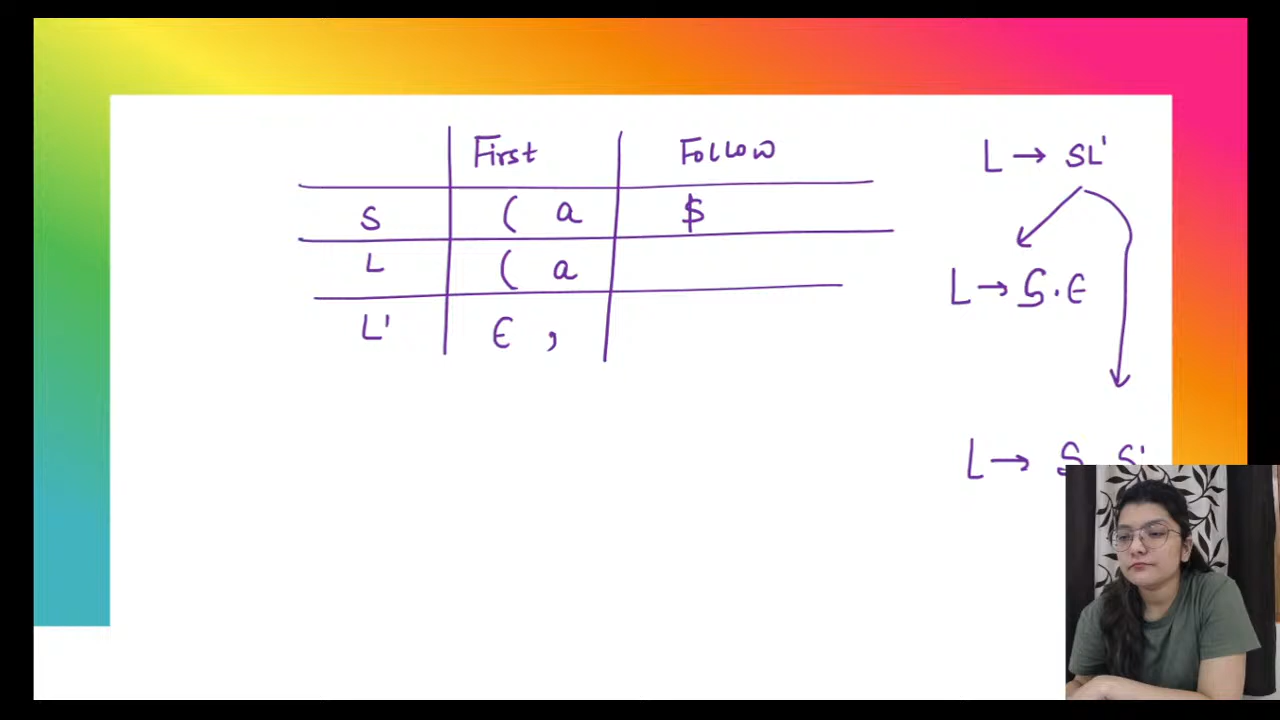 First Follow
S ( a $
L ( a
L' ϵ ,
L → SL'
L → S.ϵ
L → S S'